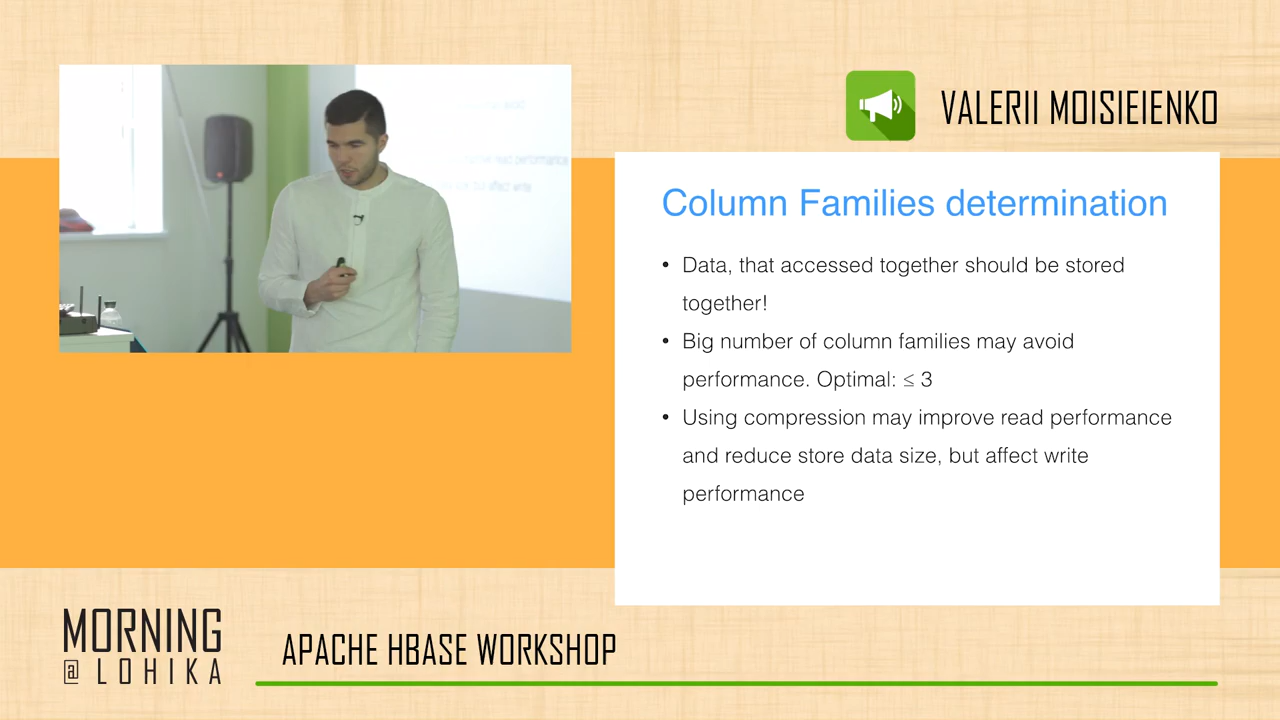 VALERII MOISIEIENKO
Column Families determination
• Data, that accessed together should be stored
together!
• Big number of column families may avoid
performance. Optimal: ≤ 3
• Using compression may improve read performance
and reduce store data size, but affect write
performance
MORNING
@ LOHIKA
APACHE HBASE WORKSHOP